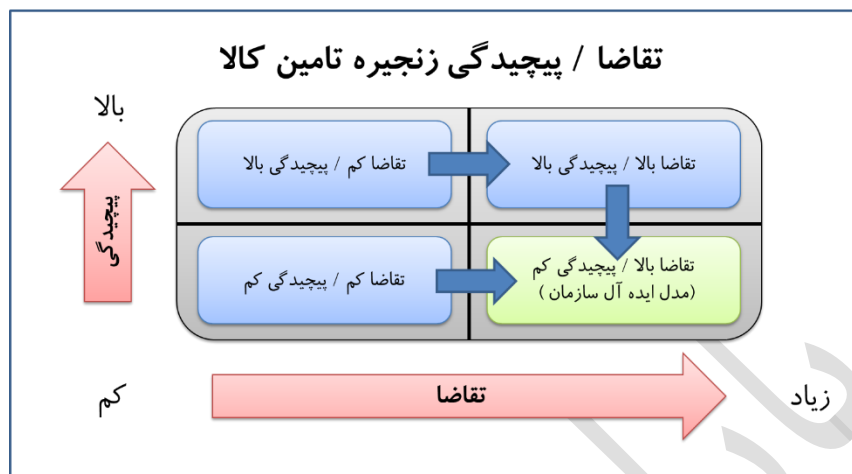 تقاضا / پیچیدگی زنجیره تامین کالا
بالا
تقاضا کم / پیچیدگی بالا
تقاضا بالا / پیچیدگی بالا
پیچیدگی
تقاضا کم / پیچیدگی کم
تقاضا بالا / پیچیدگی کم
(مدل ایده آل سازمان )
کم
تقاضا
زیاد